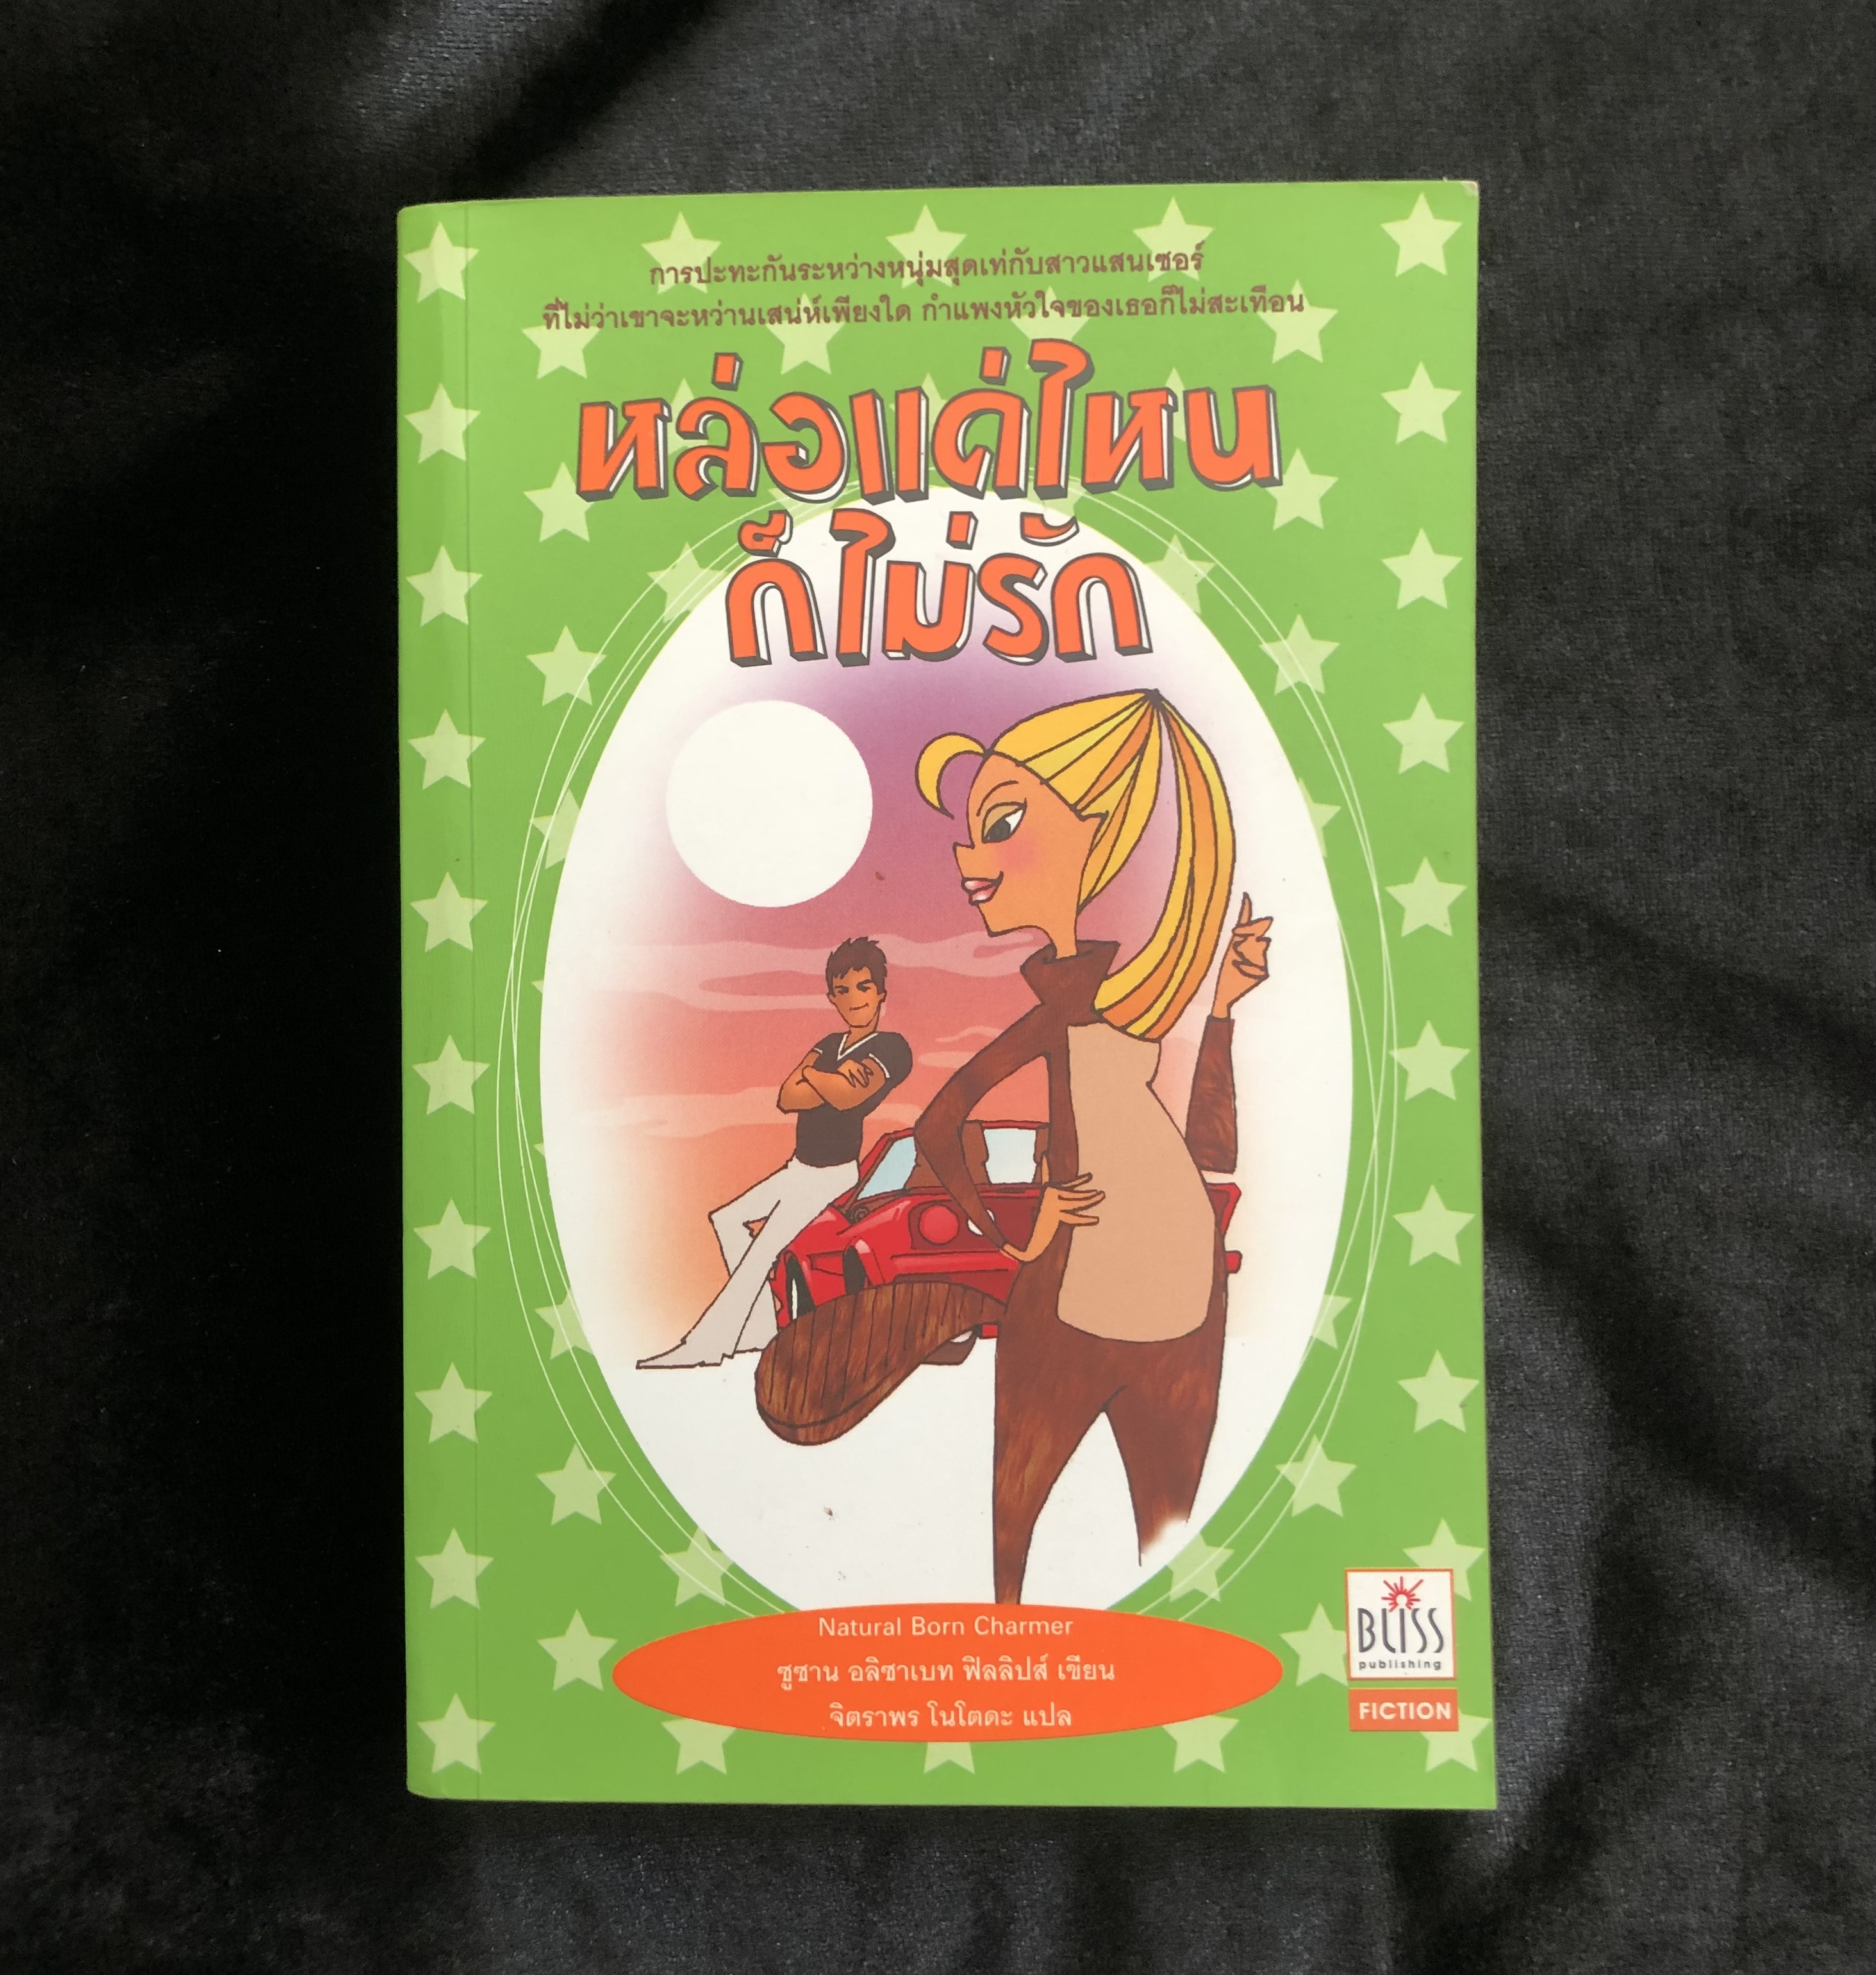 การปะทะกันระหว่างหนุ่มสุดเท่กับสาวแสนเซอร์
ที่ไม่ว่าเขาจะหว่านเสน่ห์เพียงใด กำแพงหัวใจของเธอก็ไม่สะเทือน
หล่อแค่ไหน
ก็ไม่รัก
Natural Born Charmer
ซูซาน อลิซาเบท ฟิลลิปส์ เขียน
จิตราพร โนโตดะ แปล
BLISS
publishing
FICTION